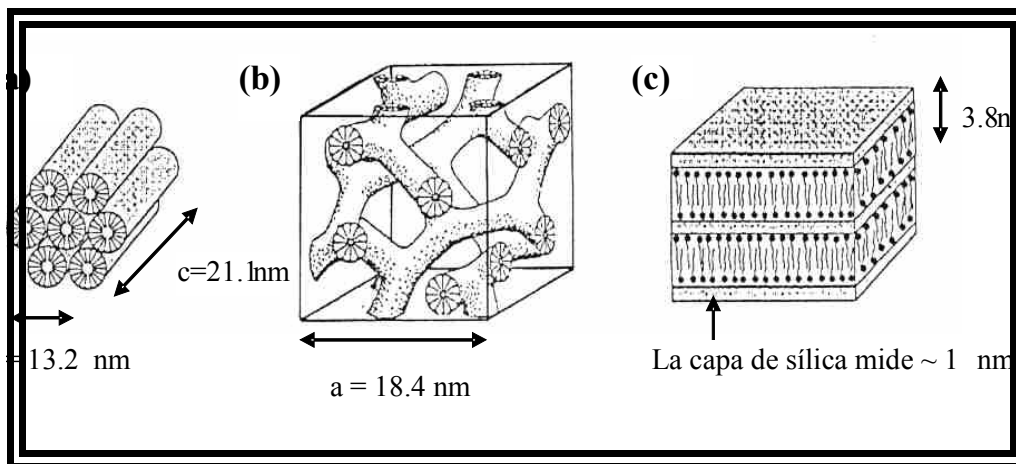 (b)
(c)
3.8n
c=21.1nm
= 13.2 nm
a = 18.4 nm
La capa de sílica mide ~ 1 nm